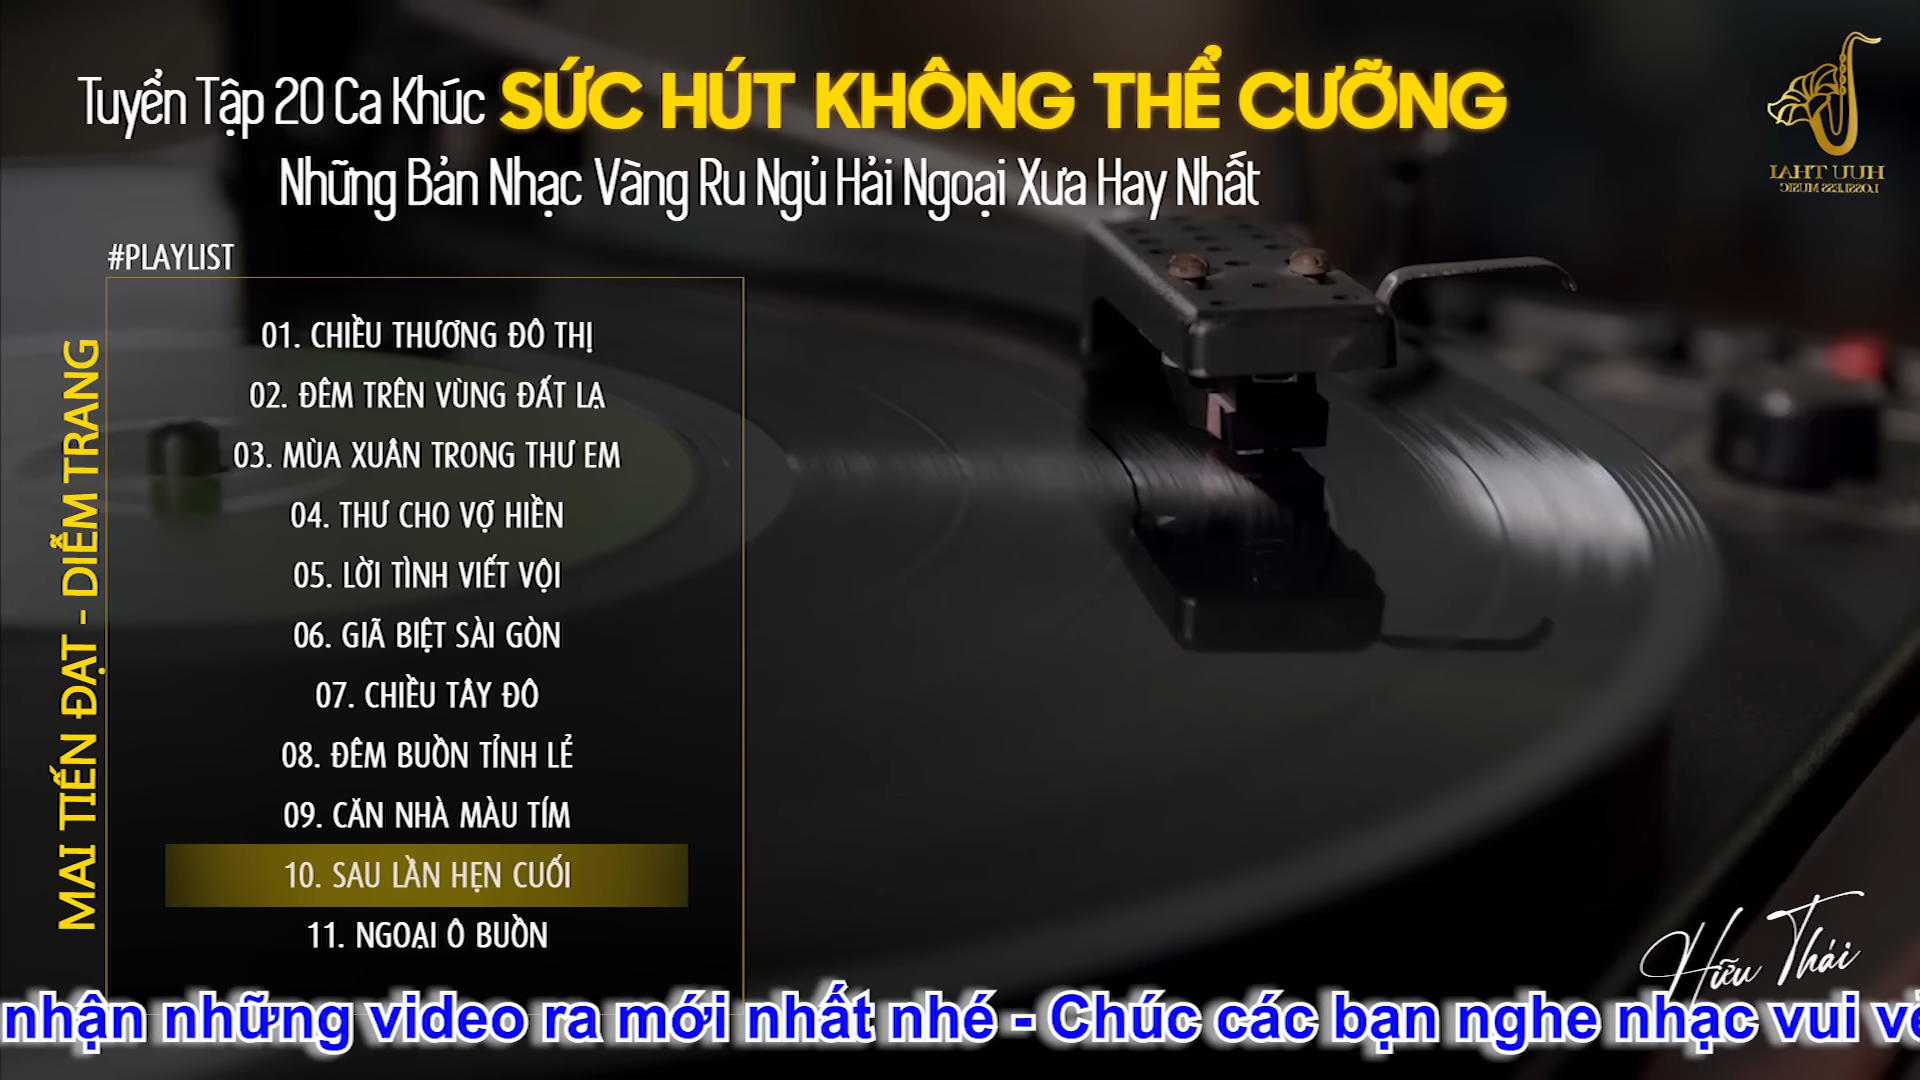 Tuyển Tập 20 Ca Khúc SỨC HÚT KHÔNG THỂ CƯỠNG
Những Bản Nhạc Vàng Ru Ngủ Hải Ngoại Xưa Hay Nhất
HUU THAI
LOSSLESS MUSIC
#PLAYLIST
MAI TIẾN ĐẠT - DIỄM TRANG
01. CHIỀU THƯƠNG ĐÔ THỊ
02. ĐÊM TRÊN VÙNG ĐẤT LẠ
03. MÙA XUÂN TRONG THƯ EM
04. THƯ CHO VỢ HIỀN
05. LỜI TÌNH VIẾT VỘI
06. GIÃ BIỆT SÀI GÒN
07. CHIỀU TÂY ĐÔ
08. ĐÊM BUỒN TỈNH LẺ
09. CĂN NHÀ MÀU TÍM
10. SAU LẦN HẸN CUỐI
11. NGOẠI Ô BUỒN
Hữu Thái
nhận những video ra mới nhất nhé - Chúc các bạn nghe nhạc vui vẻ